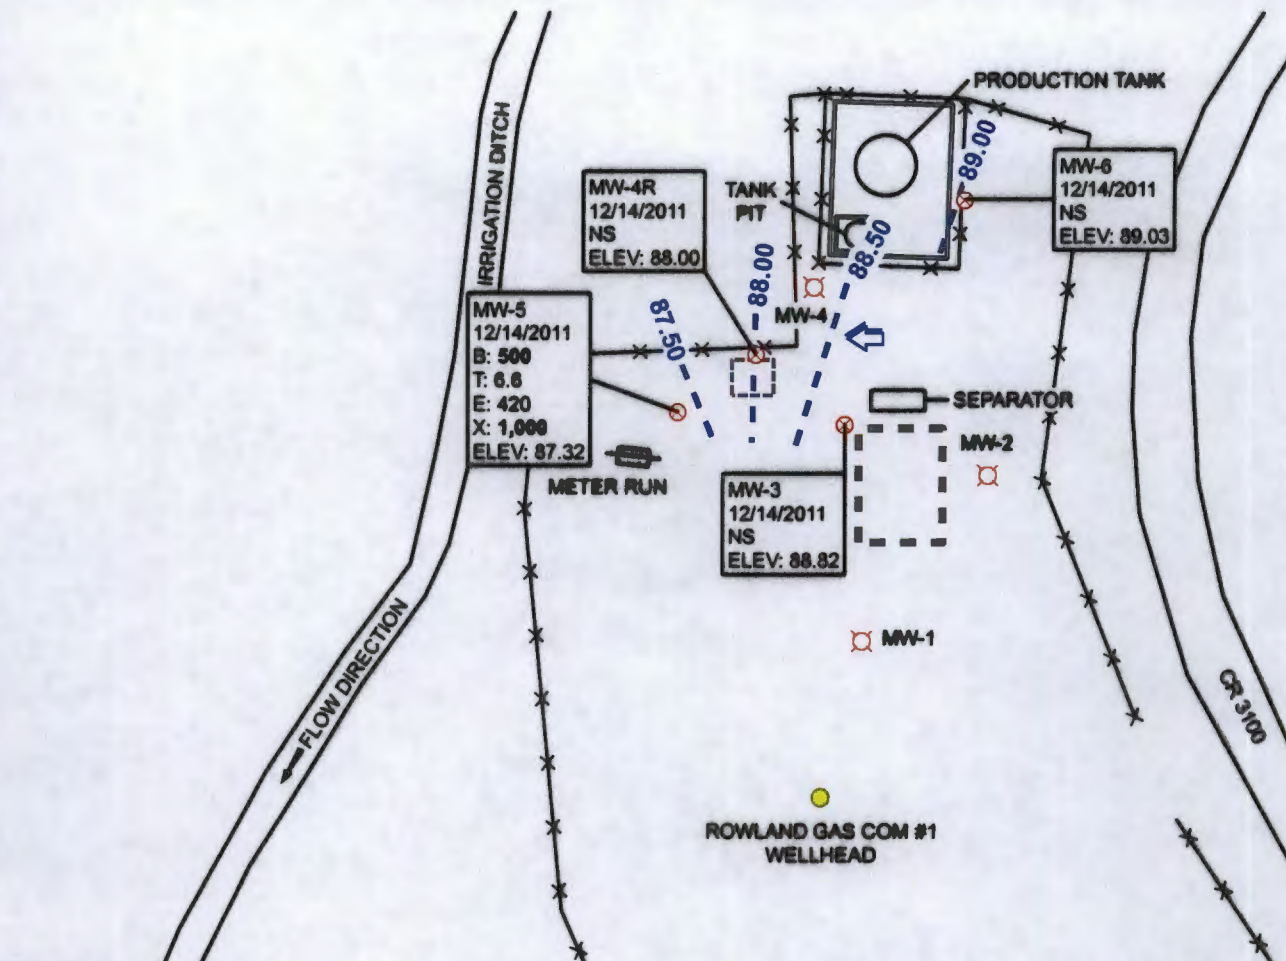 PRODUCTION TANK
IRRIGATION DITCH
89.00
MW-6
12/14/2011
NS
ELEV: 89.03
MW-4R
12/14/2011
NS
ELEV: 88.00
TANK
PIT
88.50
88.00
MW-4
87.50
MW-5
12/14/2011
B: 500
T: 6.6
E: 420
X: 1,000
ELEV: 87.32
SEPARATOR
MW-2
METER RUN
MW-3
12/14/2011
NS
ELEV: 88.82
MW-1
FLOW DIRECTION
CR 3100
ROWLAND GAS COM #1
WELLHEAD